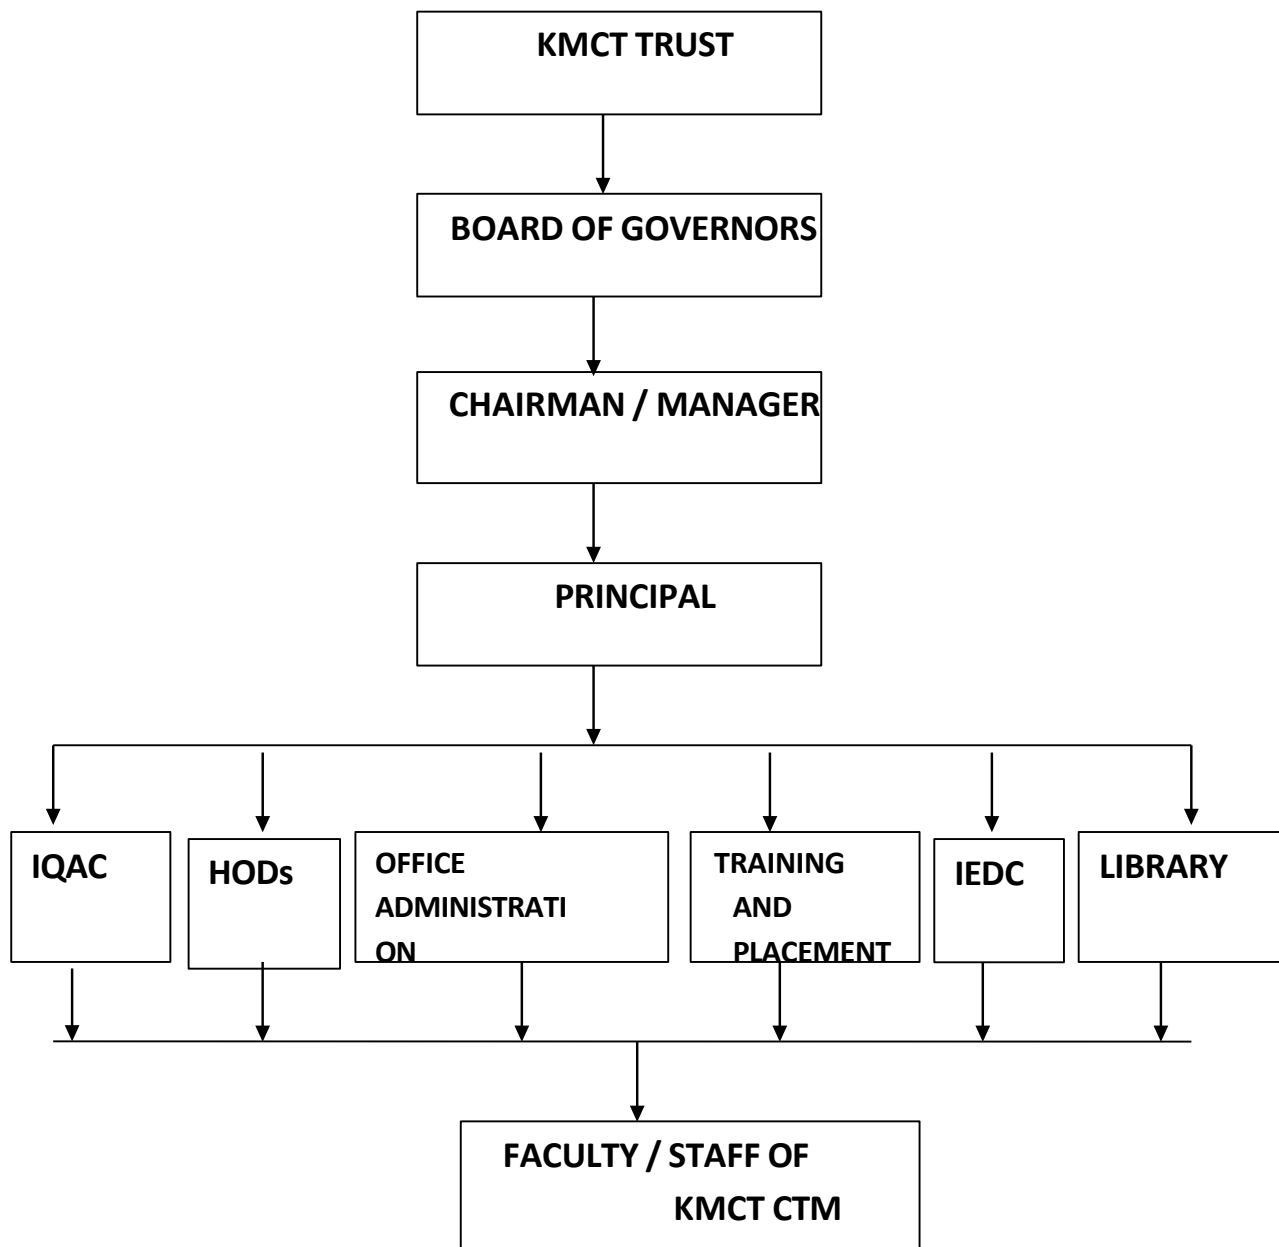 KMCT TRUST
BOARD OF GOVERNORS
CHAIRMAN / MANAGER
PRINCIPAL
IQAC
HODs
OFFICE
ADMINISTRATI
ON
TRAINING
AND
PLACEMENT
IEDC
LIBRARY
FACULTY / STAFF OF
KMCT CTM